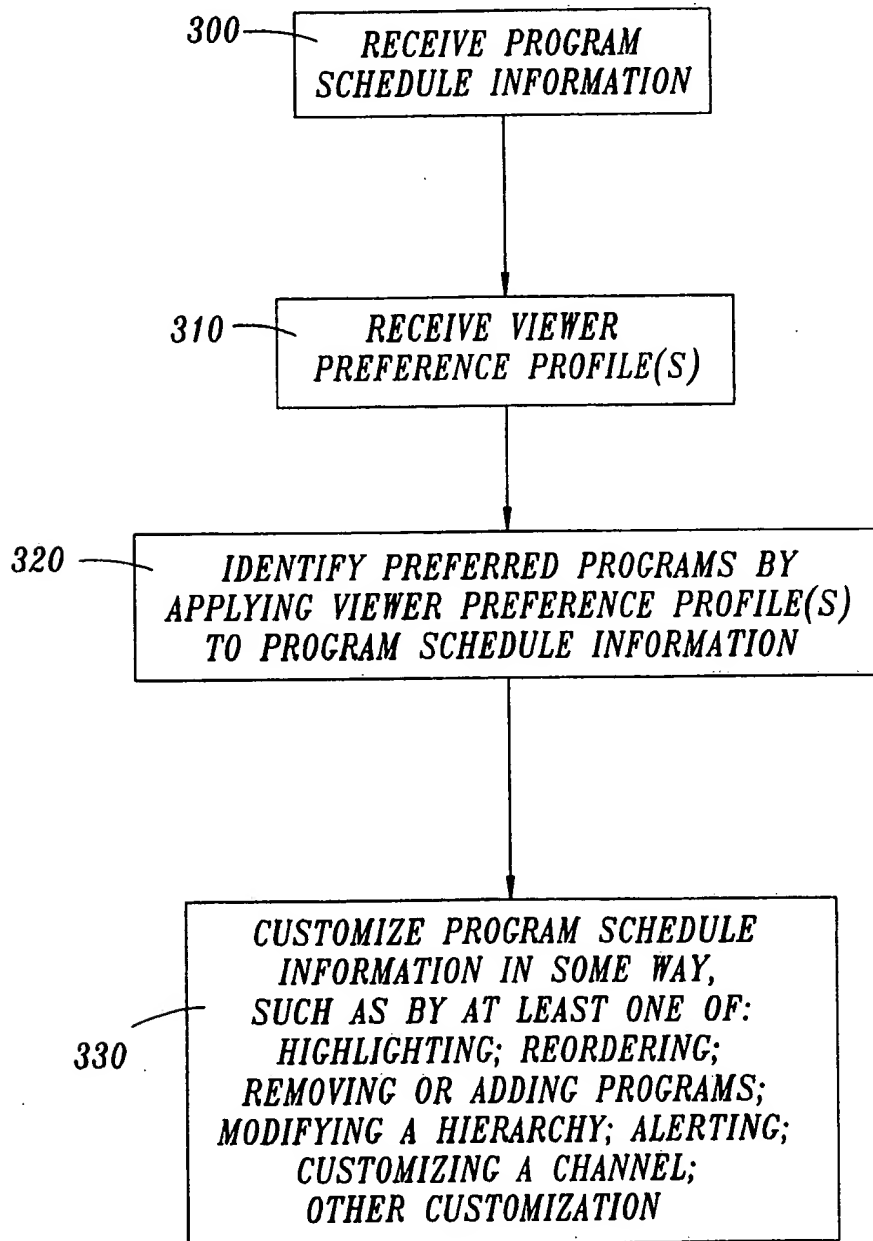 300
RECEIVE PROGRAM
SCHEDULE INFORMATION
310
RECEIVE VIEWER
PREFERENCE PROFILE(S)
320
IDENTIFY PREFERRED PROGRAMS BY
APPLYING VIEWER PREFERENCE PROFILE(S)
TO PROGRAM SCHEDULE INFORMATION
330
CUSTOMIZE PROGRAM SCHEDULE
INFORMATION IN SOME WAY,
SUCH AS BY AT LEAST ONE OF:
HIGHLIGHTING; REORDERING;
REMOVING OR ADDING PROGRAMS;
MODIFYING A HIERARCHY; ALERTING;
CUSTOMIZING A CHANNEL;
OTHER CUSTOMIZATION